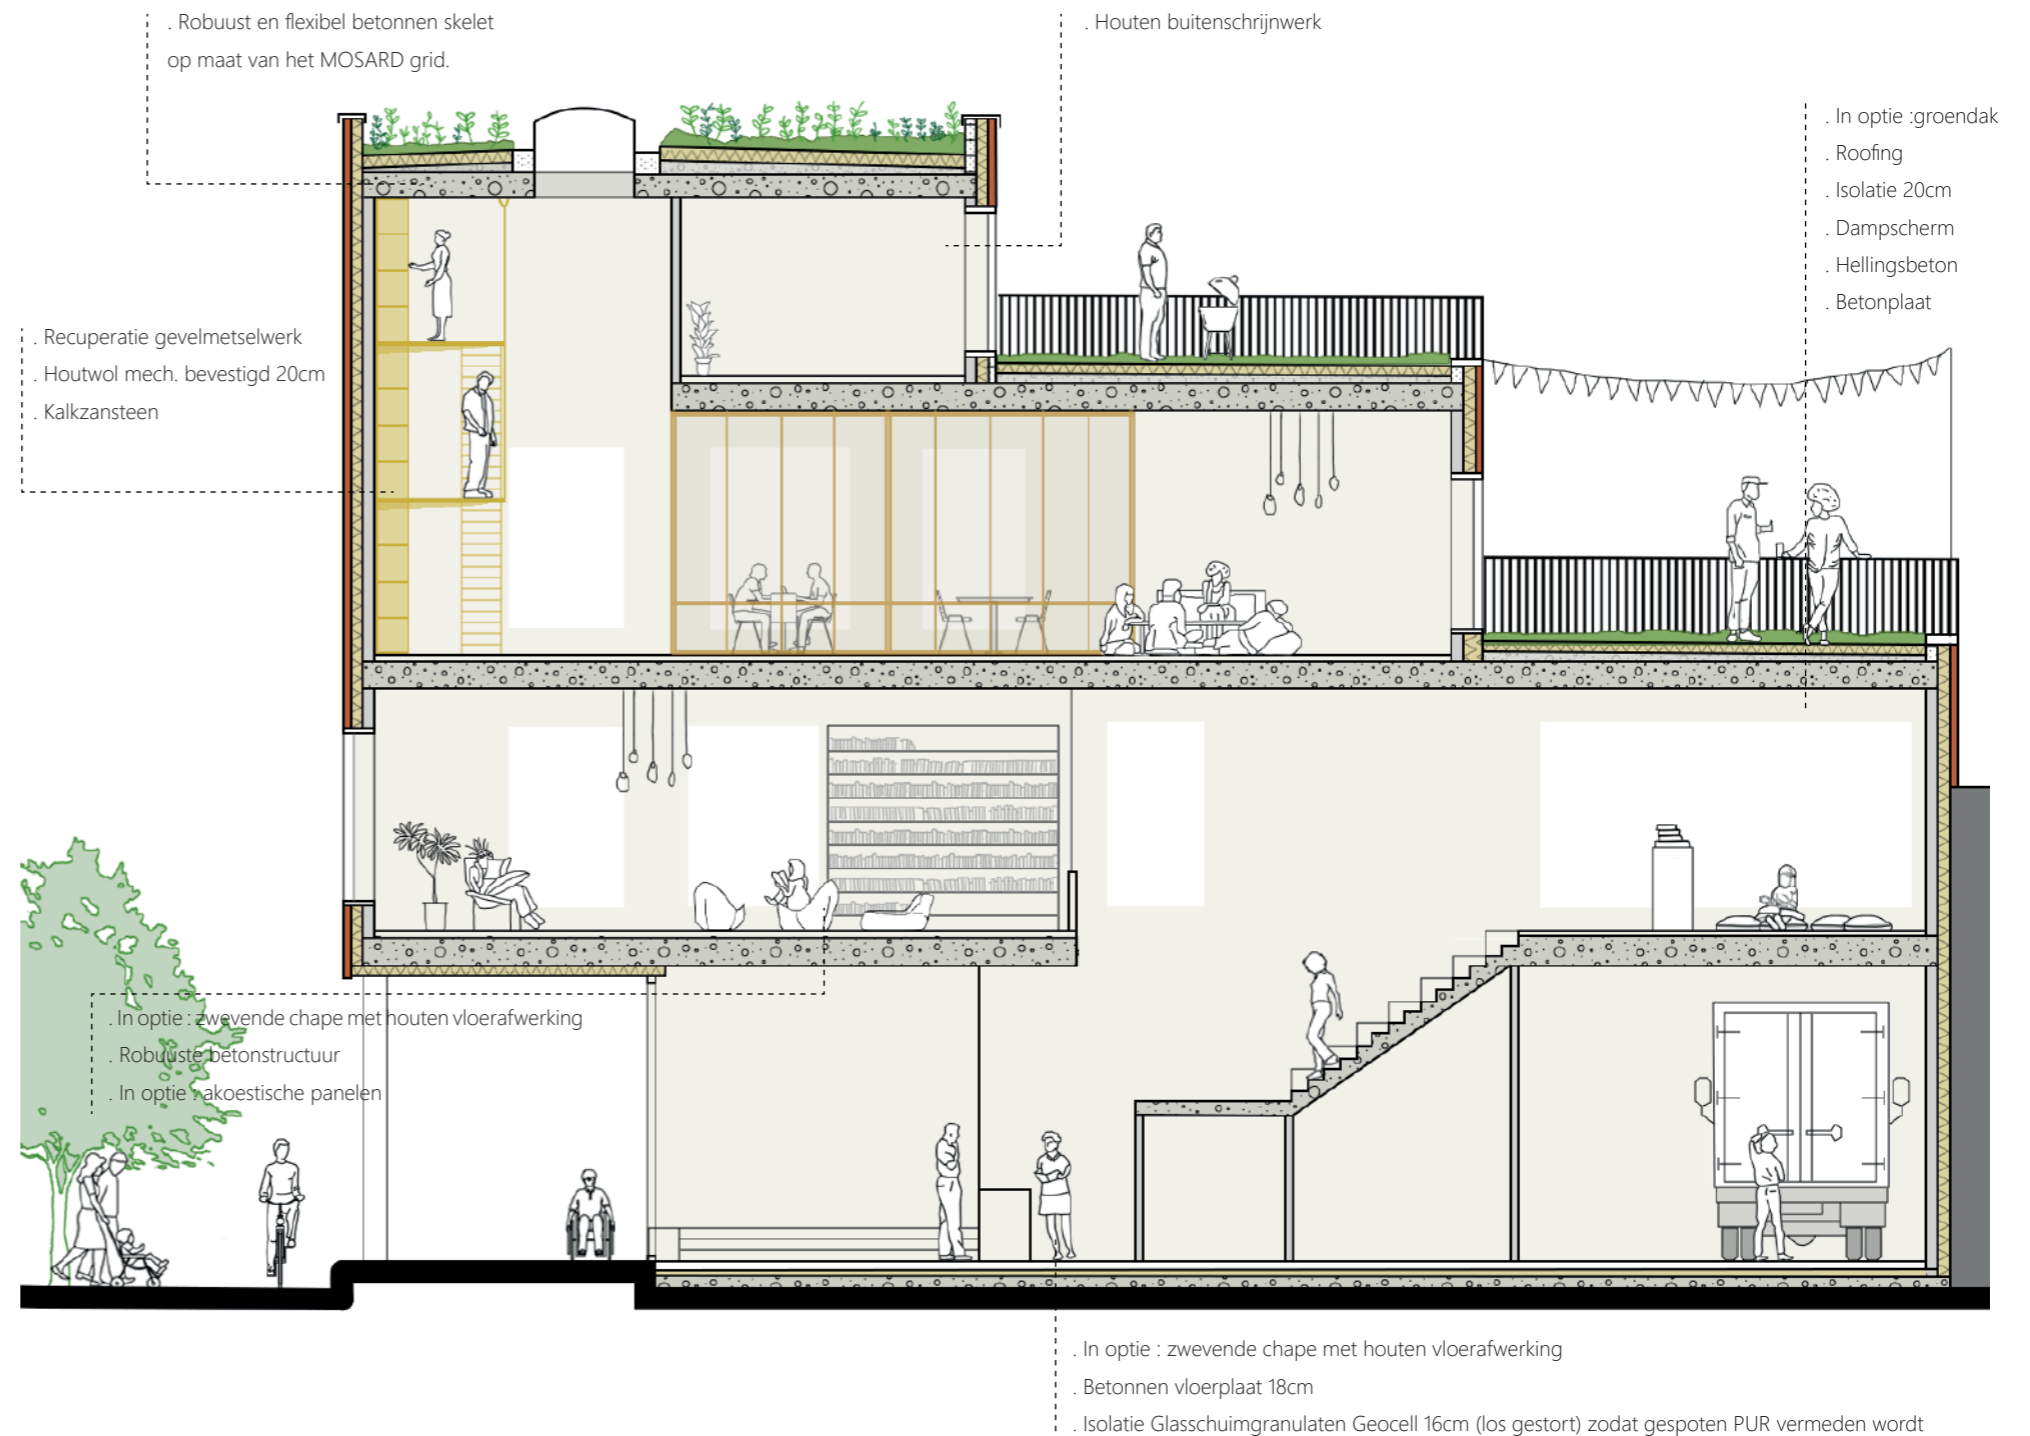 . Robuust en flexibel betonnen skelet
op maat van het MOSARD grid.
. Houten buitenschrijnwerk
. In optie :groendak
. Roofing
. Isolatie 20cm
. Dampscherm
. Hellingsbeton
. Betonplaat
. Recuperatie gevelmetselwerk
. Houtwol mech. bevestigd 20cm
. Kalkzansteen
. In optie : zwevende chape met houten vloerafwerking
. Robuuste betonstructuur
. In optie : akoestische panelen
. In optie : zwevende chape met houten vloerafwerking
. Betonnen vloerplaat 18cm
. Isolatie Glasschuimgranulaten Geocell 16cm (los gestort) zodat gespoten PUR vermeden wordt